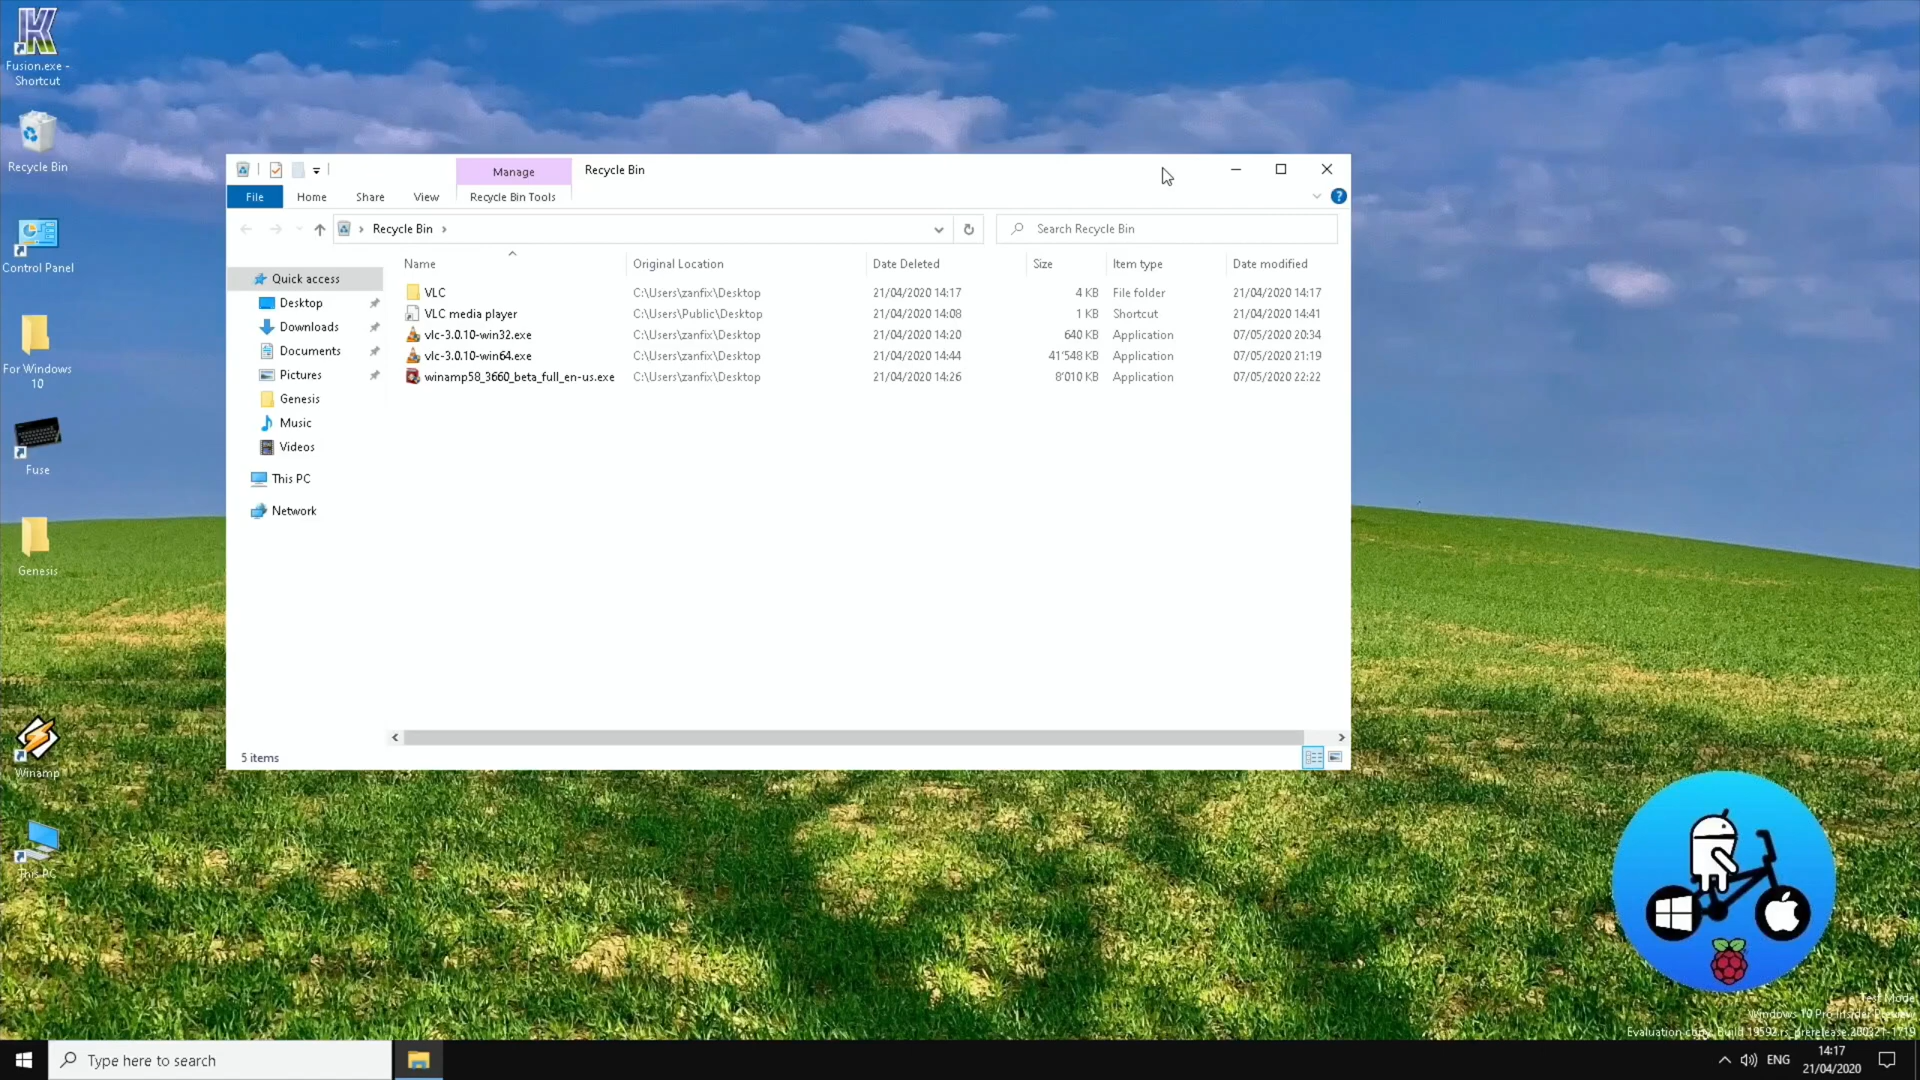 Fusion.exe -
Shortcut
Recycle Bin
Control Panel
For Windows
10
Fuse
Genesis
Winamp
This PC
Manage
Recycle Bin
File
Home
Share
View
Recycle Bin Tools
?
Recycle Bin
Search Recycle Bin
Name
Original Location
Date Deleted
Size
Item type
Date modified
Quick access
Desktop
Downloads
Documents
Pictures
Genesis
Music
Videos
This PC
Network
VLC C:\Users\zanfix\Desktop 21/04/2020 14:17 4 KB File folder 21/04/2020 14:17
VLC media player C:\Users\Public\Desktop 21/04/2020 14:08 1 KB Shortcut 21/04/2020 14:41
vlc-3.0.10-win32.exe C:\Users\zanfix\Desktop 21/04/2020 14:20 640 KB Application 07/05/2020 20:34
vlc-3.0.10-win64.exe C:\Users\zanfix\Desktop 21/04/2020 14:44 41'548 KB Application 07/05/2020 21:19
winamp58_3660_beta_full_en-us.exe C:\Users\zanfix\Desktop 21/04/2020 14:26 8'010 KB Application 07/05/2020 22:22
5 items
Test Mode
Windows 10 Pro Insider Preview
Evaluation copy. Build 19592.rs_prerelease.200321-1719
Type here to search
ENG
14:17
21/04/2020